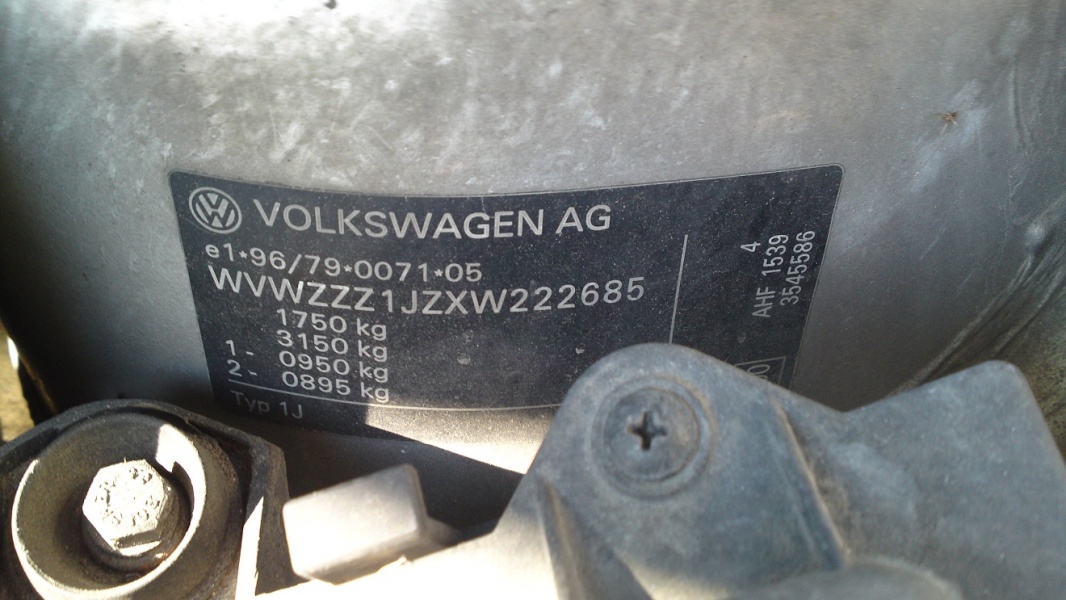 VOLKSWAGEN AG
e1*96/79*0071*05
WVWZZZ1JZXW222685
1750 kg
3150 kg
1 - 0950 kg
2 - 0895 kg
Typ 1J
4
AHF 1539
3545586